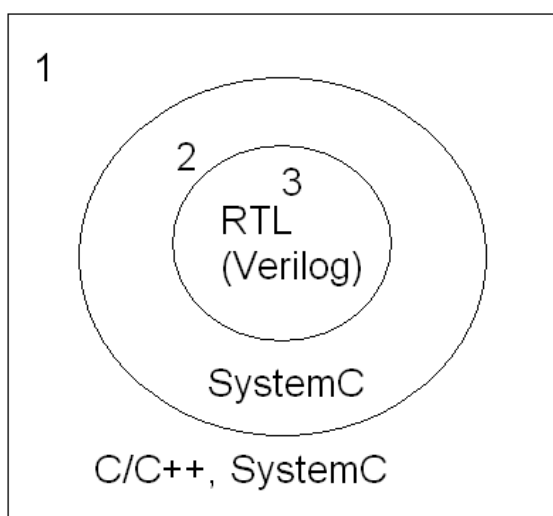 1
2
3
RTL
(Verilog)
SystemC
C/C++, SystemC